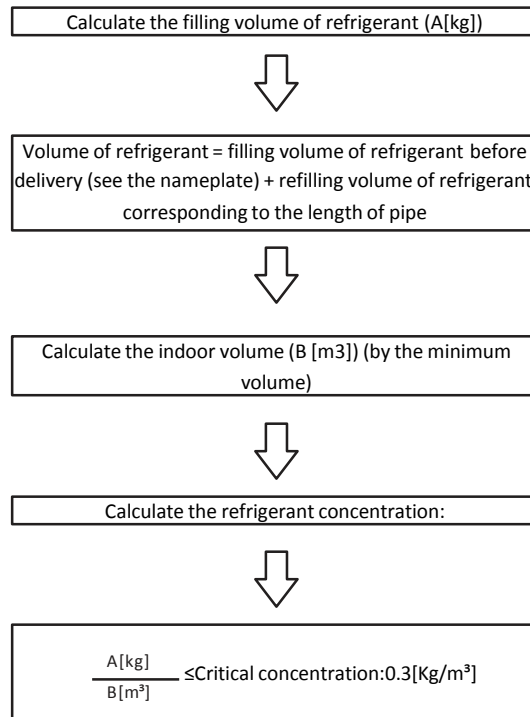 Calculate the filling volume of refrigerant (A[kg])
Volume of refrigerant = filling volume of refrigerant before
delivery (see the nameplate) + refilling volume of refrigerant
corresponding to the length of pipe
Calculate the indoor volume (B [m3]) (by the minimum
volume)
Calculate the refrigerant concentration:
A[kg]
B[m³]
≤Critical concentration:0.3[Kg/m³]